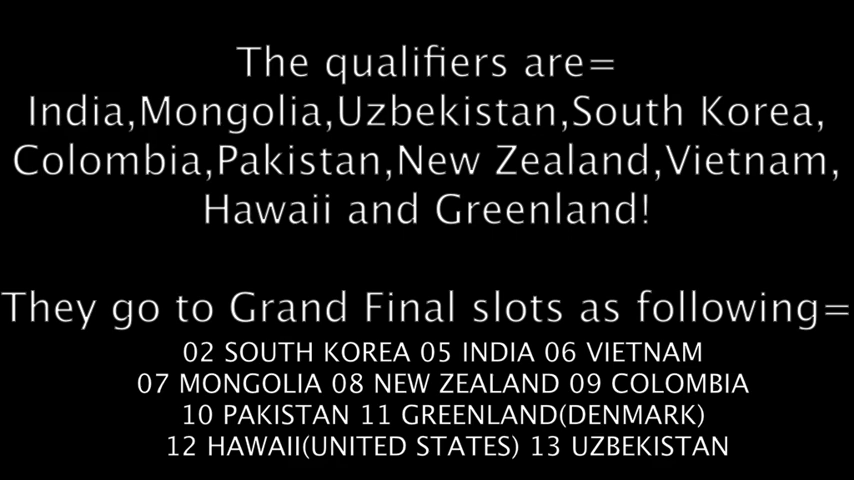 The qualifiers are=
India,Mongolia,Uzbekistan,South Korea,
Colombia,Pakistan,New Zealand,Vietnam,
Hawaii and Greenland!
They go to Grand Final slots as following=
02 SOUTH KOREA 05 INDIA 06 VIETNAM
07 MONGOLIA 08 NEW ZEALAND 09 COLOMBIA
10 PAKISTAN 11 GREENLAND(DENMARK)
12 HAWAII(UNITED STATES) 13 UZBEKISTAN